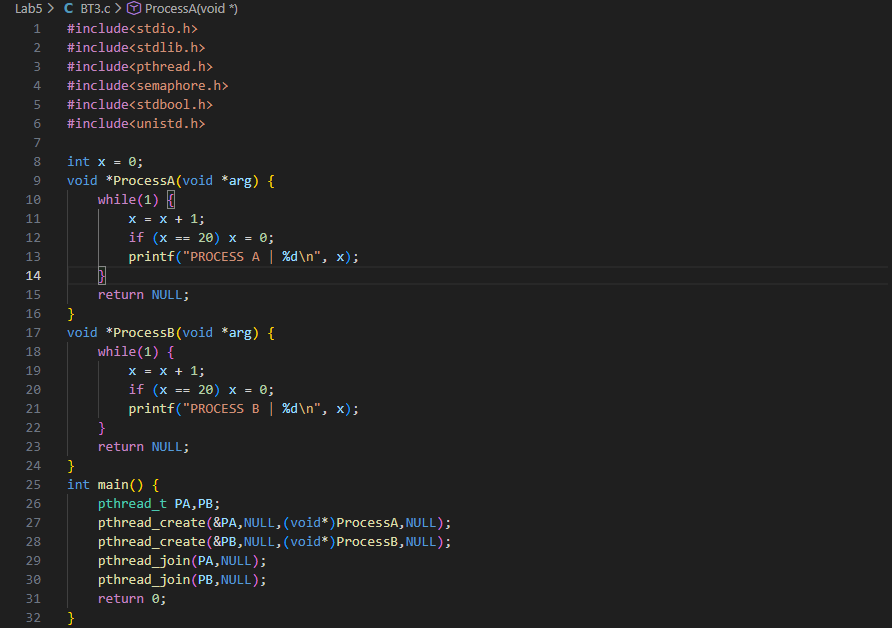 Lab5 > C BT3.c > ProcessA(void *)
1 #include<stdio.h>
2 #include<stdlib.h>
3 #include<pthread.h>
4 #include<semaphore.h>
5 #include<stdbool.h>
6 #include<unistd.h>
7
8 int x = 0;
9 void *ProcessA(void *arg) {
10     while(1) {
11         x = x + 1;
12         if (x == 20) x = 0;
13         printf("PROCESS A | %d\n", x);
14     }
15     return NULL;
16 }
17 void *ProcessB(void *arg) {
18     while(1) {
19         x = x + 1;
20         if (x == 20) x = 0;
21         printf("PROCESS B | %d\n", x);
22     }
23     return NULL;
24 }
25 int main() {
26     pthread_t PA,PB;
27     pthread_create(&PA,NULL,(void*)ProcessA,NULL);
28     pthread_create(&PB,NULL,(void*)ProcessB,NULL);
29     pthread_join(PA,NULL);
30     pthread_join(PB,NULL);
31     return 0;
32 }